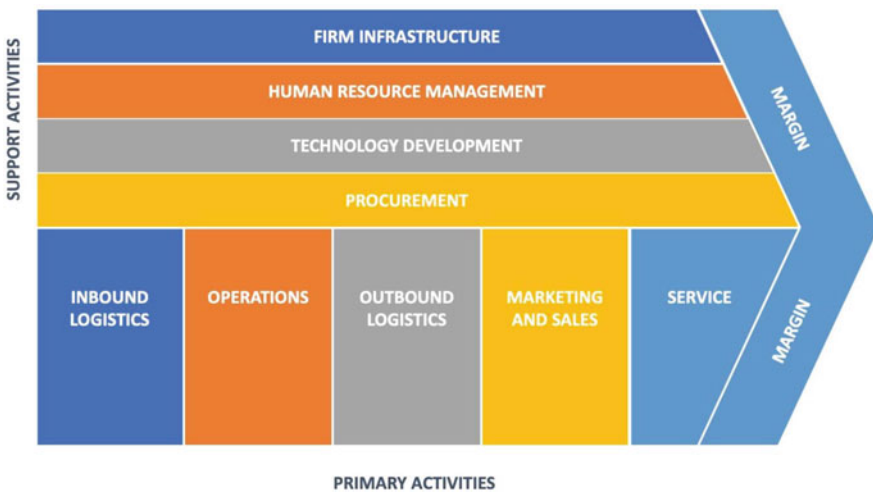 SUPPORT ACTIVITIES
FIRM INFRASTRUCTURE
HUMAN RESOURCE MANAGEMENT
TECHNOLOGY DEVELOPMENT
PROCUREMENT
MARGIN
INBOUND
LOGISTICS
OPERATIONS
OUTBOUND
LOGISTICS
MARKETING
AND SALES
SERVICE
MARGIN
PRIMARY ACTIVITIES